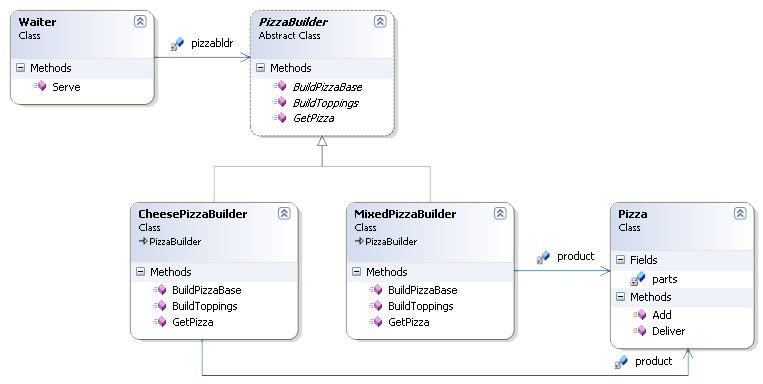 Waiter
Class
Methods
Serve
pizzabldr
PizzaBuilder
Abstract Class
Methods
BuildPizzaBase
BuildToppings
GetPizza
CheesePizzaBuilder
Class
PizzaBuilder
Methods
BuildPizzaBase
BuildToppings
GetPizza
MixedPizzaBuilder
Class
PizzaBuilder
Methods
BuildPizzaBase
BuildToppings
GetPizza
product
Pizza
Class
Fields
parts
Methods
Add
Deliver
product